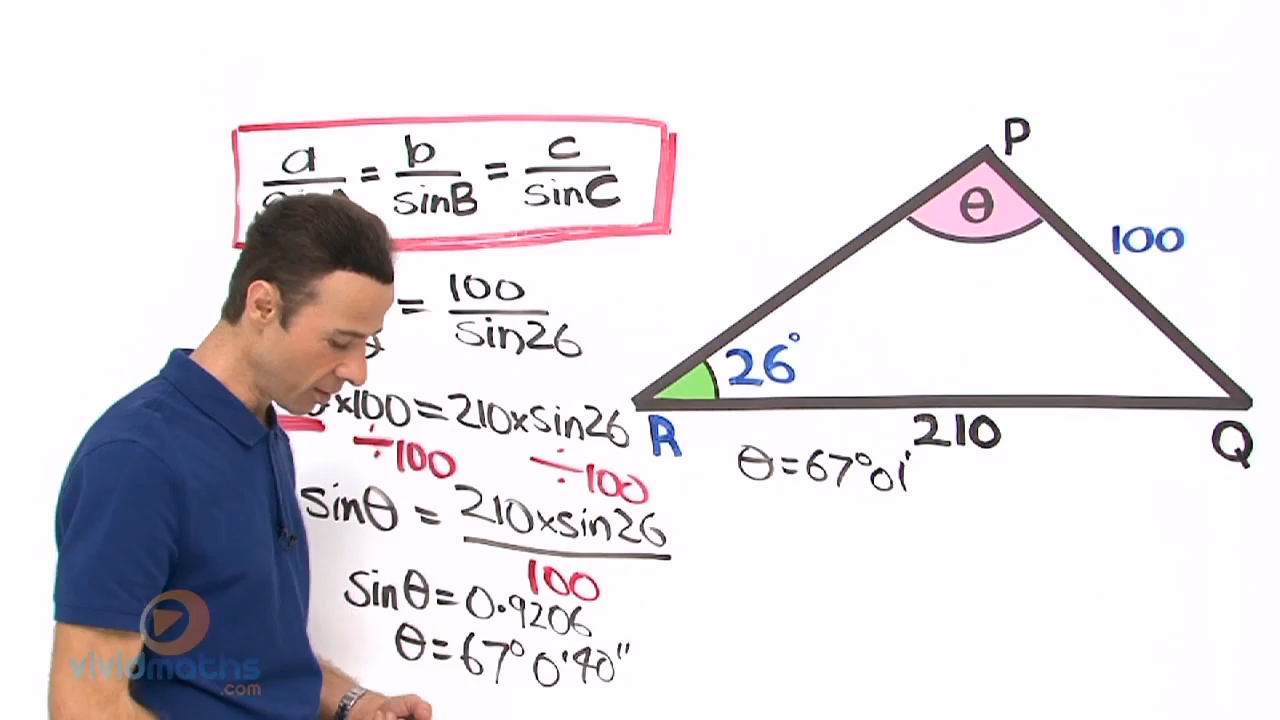 a = b = c
sinB sinC
= 100
sin26
×100=210×sin26
÷100 ÷100
sinθ = 210×sin26
100
sinθ=0.9206
θ=67°0'40"
P
θ
100
26°
R
210
Q
θ=67°01'
vividmaths
.com